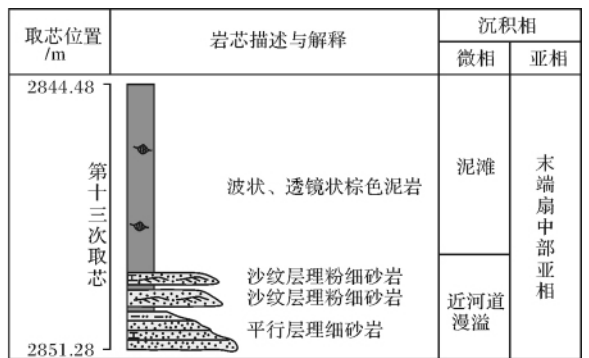 取芯位置
/m
岩芯描述与解释
沉积相
微相
亚相
2844.48
第十三次取芯
2851.28
波状、透镜状棕色泥岩
沙纹层理粉细砂岩
沙纹层理粉细砂岩
平行层理细砂岩
泥滩
近河道
漫溢
末端扇中部亚相